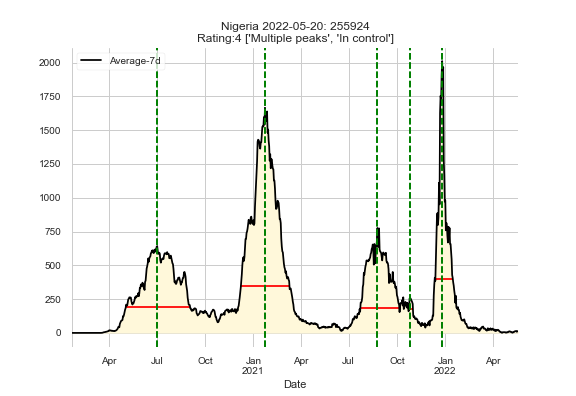 Nigeria 2022-05-20: 255924
Rating:4 ['Multiple peaks', 'In control']
Average-7d
2000
1750
1500
1250
1000
750
500
250
0
Apr Jul Oct Jan Apr Jul Oct Jan Apr
2021 2022
Date